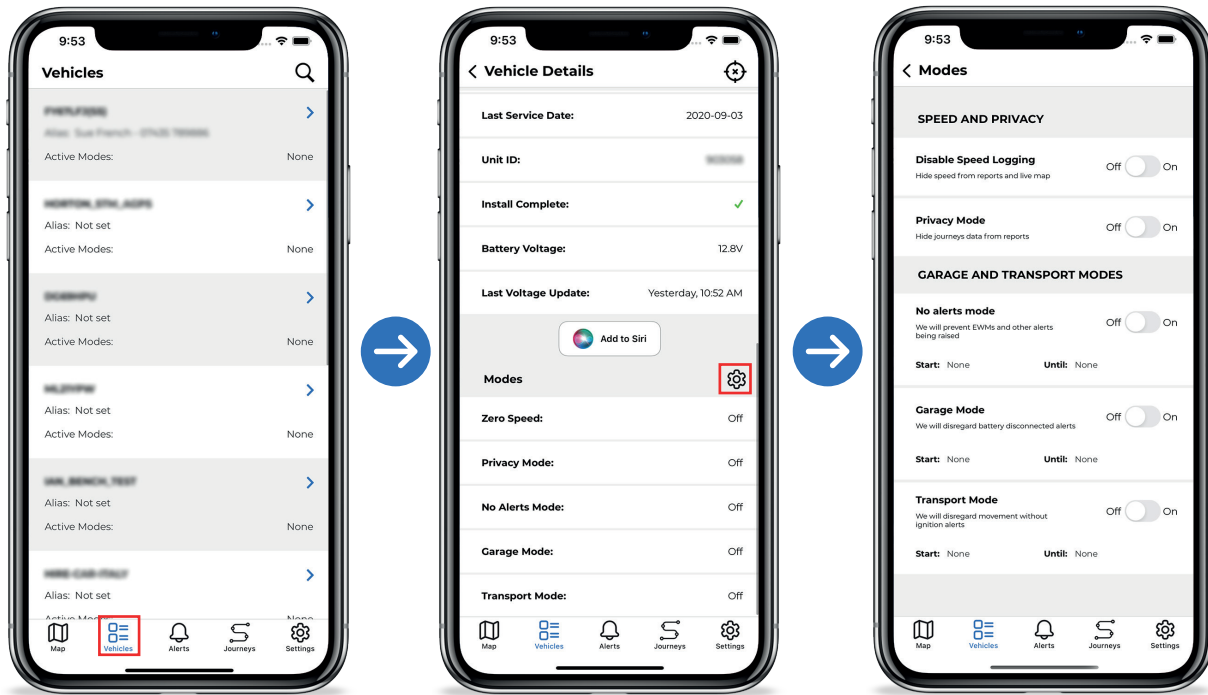 9:53
Vehicles
Active Modes: None
Alias: Not set
Active Modes: None
Alias: Not set
Active Modes: None
Alias: Not set
Active Modes: None
Alias: Not set
Active Modes: None
Alias: Not set
Active Modes: None
Map Vehicles Alerts Journeys Settings
9:53
Vehicle Details
Last Service Date: 2020-09-03
Unit ID:
Install Complete:
Battery Voltage: 12.8V
Last Voltage Update: Yesterday, 10:52 AM
Add to Siri
Modes
Zero Speed: Off
Privacy Mode: Off
No Alerts Mode: Off
Garage Mode: Off
Transport Mode: Off
Map Vehicles Alerts Journeys Settings
9:53
Modes
SPEED AND PRIVACY
Disable Speed Logging
Off On
Hide speed from reports and live map
Privacy Mode
Off On
Hide journeys data from reports
GARAGE AND TRANSPORT MODES
No alerts mode
Off On
We will prevent EWMs and other alerts
being raised
Start: None Until: None
Garage Mode
Off On
We will disregard battery disconnected alerts
Start: None Until: None
Transport Mode
Off On
We will disregard movement without
ignition alerts
Start: None Until: None
Map Vehicles Alerts Journeys Settings